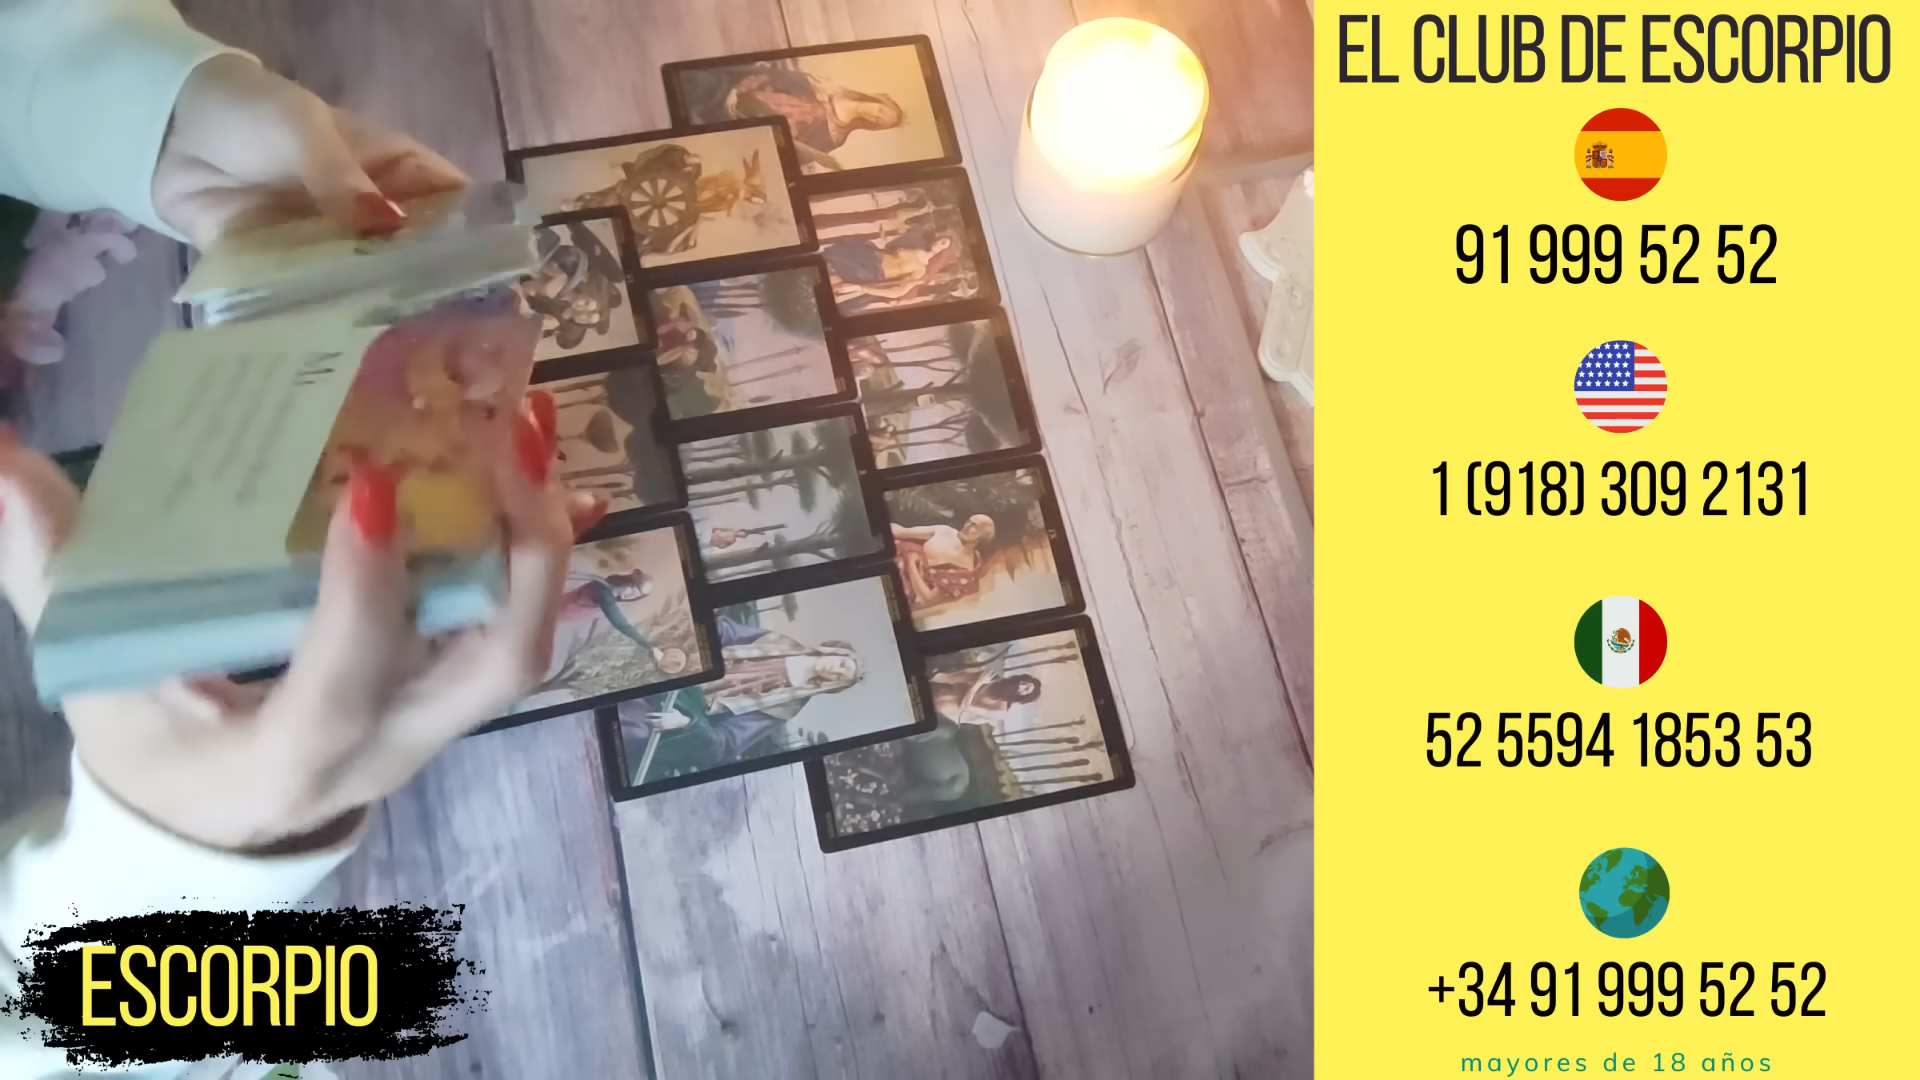 EL CLUB DE ESCORPIO
91 999 52 52
1 (918) 309 2131
52 5594 1853 53
+34 91 999 52 52
mayores de 18 años
ESCORPIO